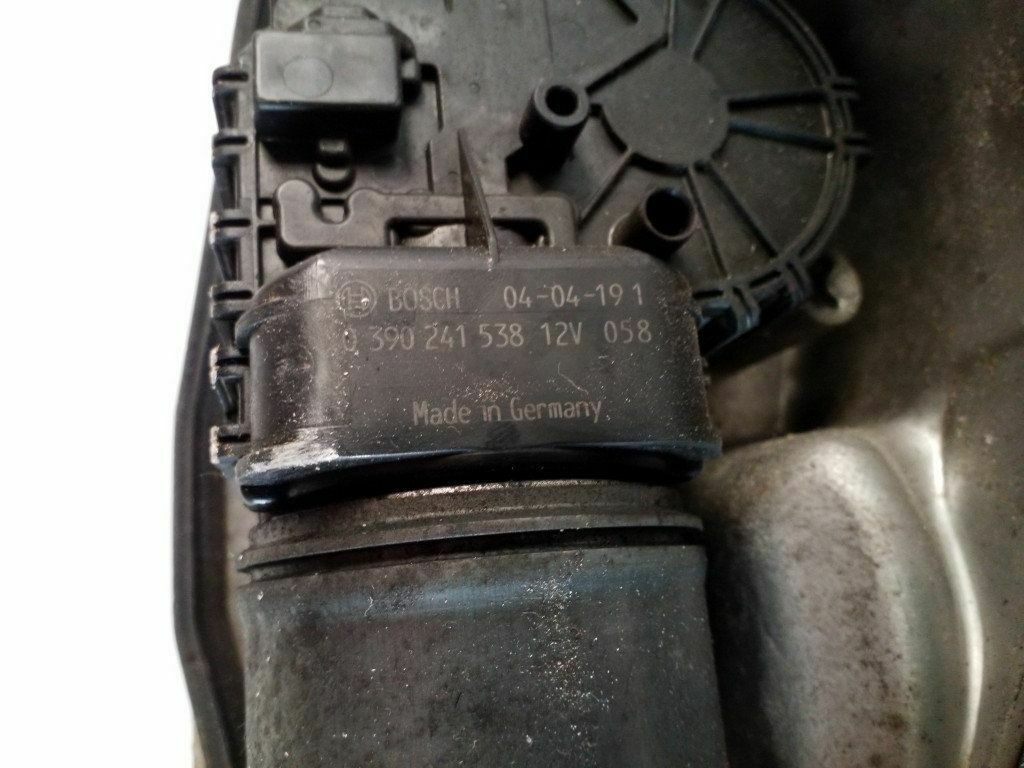 BOSCH 04-04-19 1
0 390 241 538 12V 058
Made in Germany